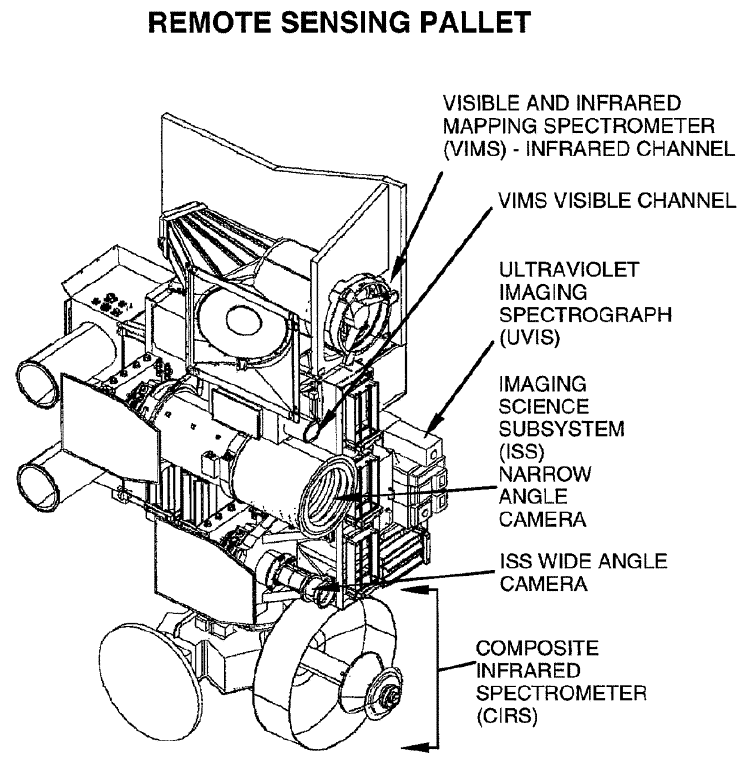 REMOTE SENSING PALLET
VISIBLE AND INFRARED
MAPPING SPECTROMETER
(VIMS) - INFRARED CHANNEL
VIMS VISIBLE CHANNEL
ULTRAVIOLET
IMAGING
SPECTROGRAPH
(UVIS)
IMAGING
SCIENCE
SUBSYSTEM
(ISS)
NARROW
ANGLE
CAMERA
ISS WIDE ANGLE
CAMERA
COMPOSITE
INFRARED
SPECTROMETER
(CIRS)